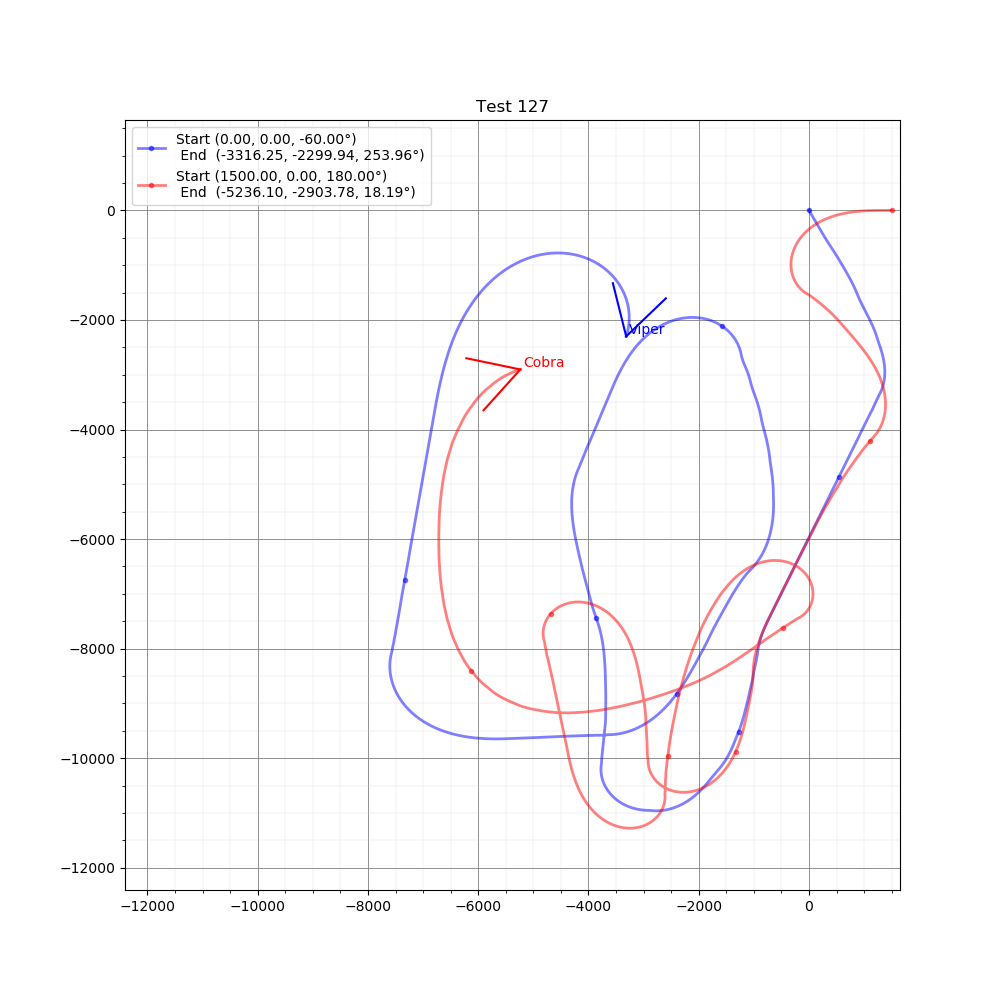 Test 127
Start (0.00, 0.00, -60.00°)
End (-3316.25, -2299.94, 253.96°)
Start (1500.00, 0.00, 180.00°)
End (-5236.10, -2903.78, 18.19°)
0
−2000
−4000
−6000
−8000
−10000
−12000
Viper
Cobra
−12000 −10000 −8000 −6000 −4000 −2000 0